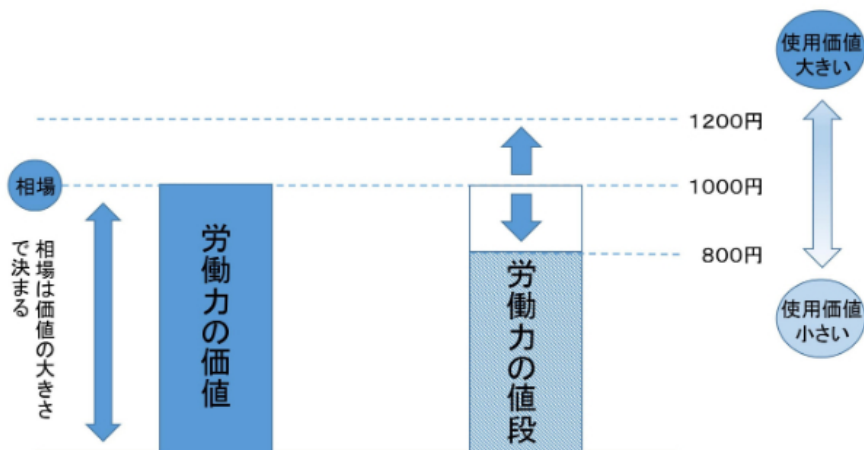 使用価値
大きい
1200円
相場
1000円
800円
相場は価値の大きさ
で決まる
労働力の価値
労働力の値段
使用価値
小さい